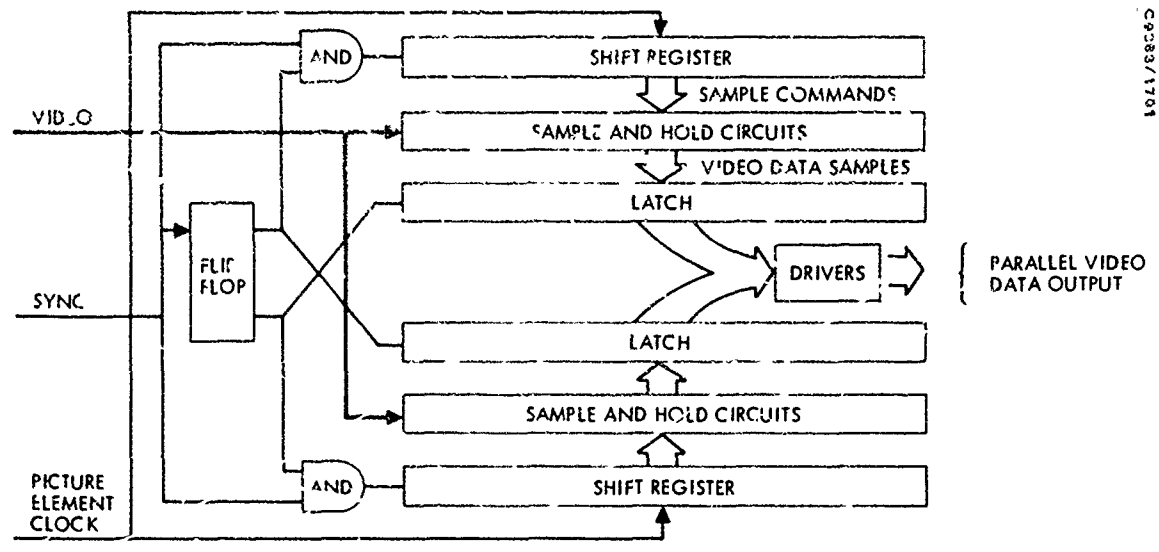 AND
SHIFT REGISTER
SAMPLE COMMANDS
VIDEO
SAMPLE AND HOLD CIRCUITS
VIDEO DATA SAMPLES
LATCH
FLIP
FLOP
DRIVERS
PARALLEL VIDEO
DATA OUTPUT
SYNC
LATCH
SAMPLE AND HOLD CIRCUITS
AND
SHIFT REGISTER
PICTURE
ELEMENT
CLOCK